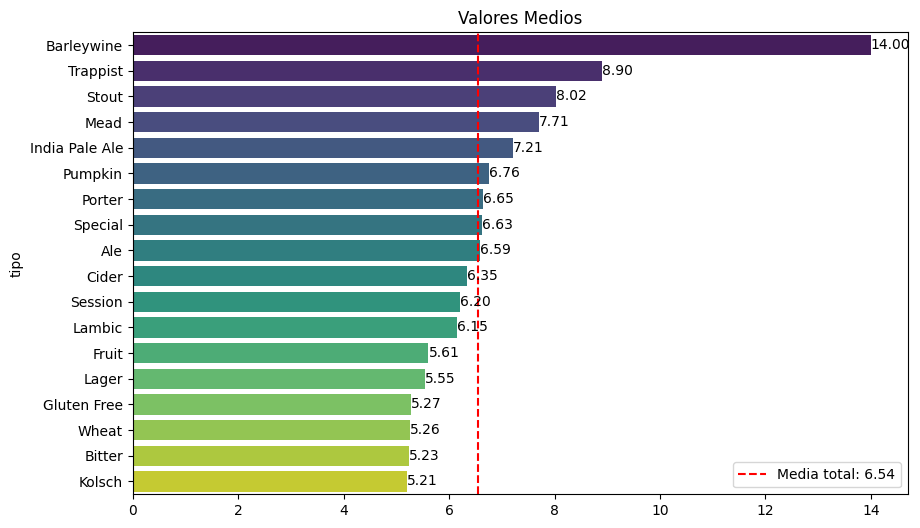 Valores Medios
tipo
Barleywine 14.00
Trappist 8.90
Stout 8.02
Mead 7.71
India Pale Ale 7.21
Pumpkin 6.76
Porter 6.65
Special 6.63
Ale 6.59
Cider 6.35
Session 6.20
Lambic 6.15
Fruit 5.61
Lager 5.55
Gluten Free 5.27
Wheat 5.26
Bitter 5.23
Kolsch 5.21
Media total: 6.54
0 2 4 6 8 10 12 14